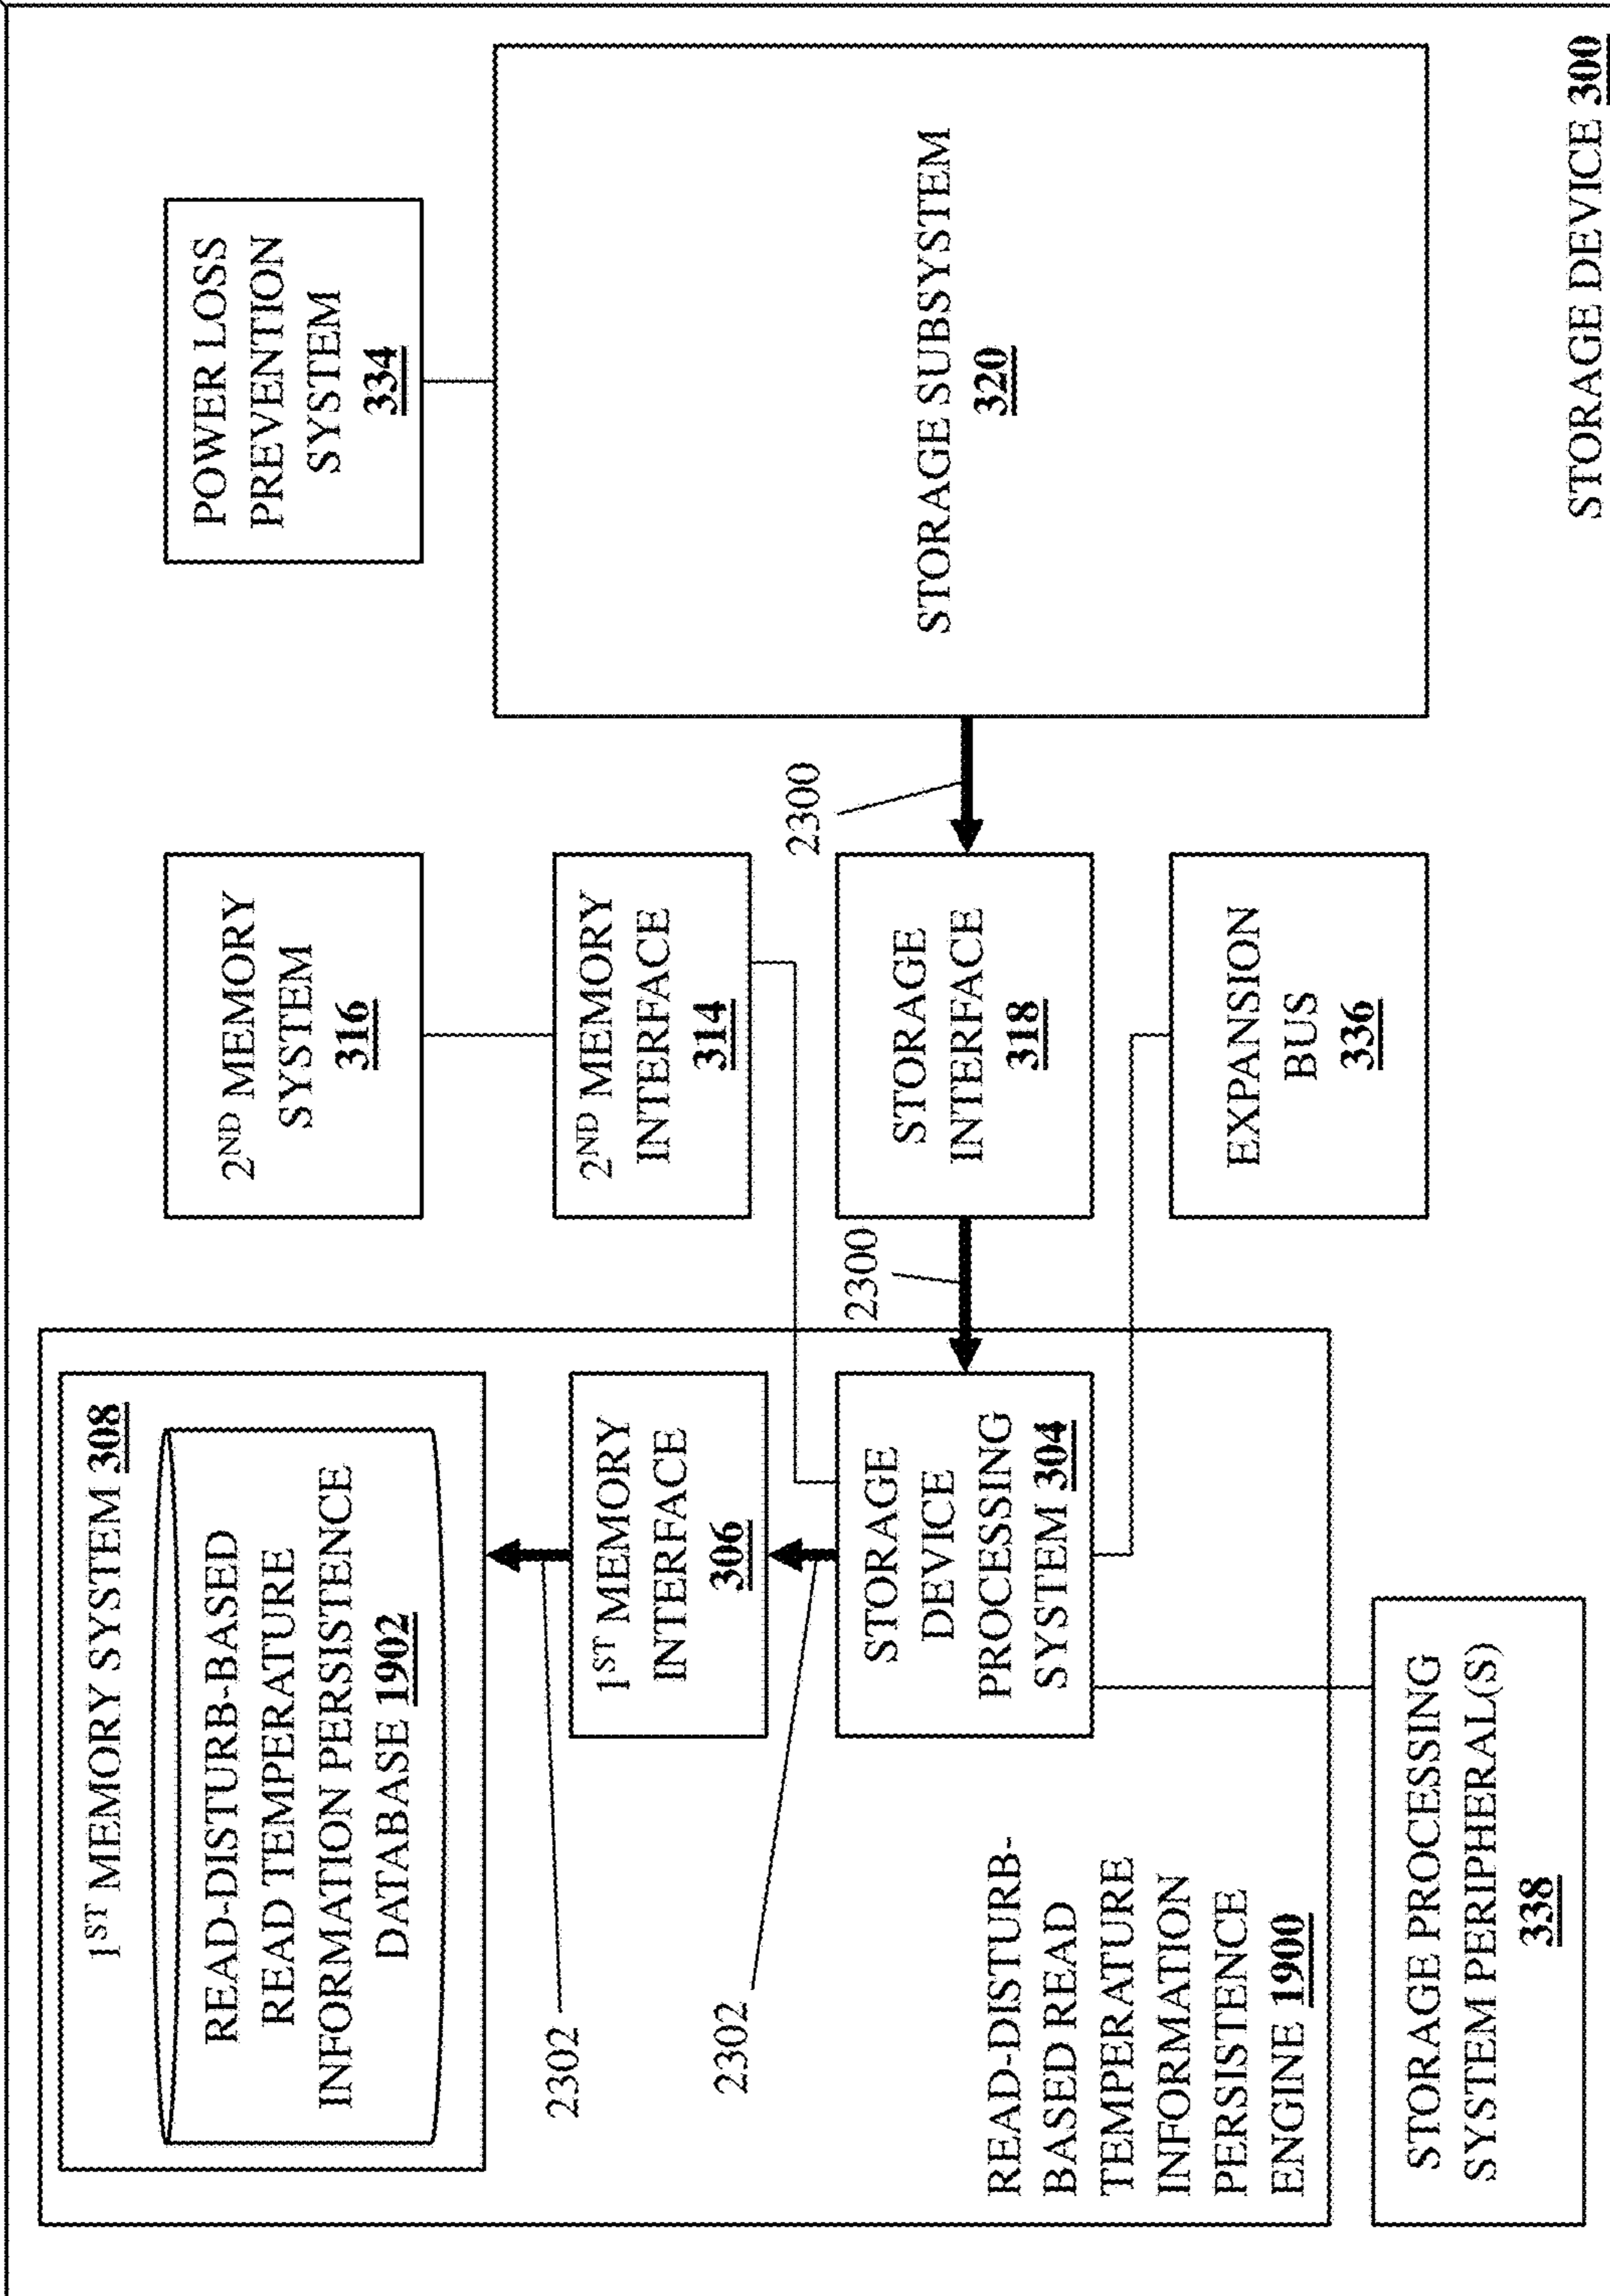 1ST MEMORY SYSTEM 308
READ-DISTURB-BASED
READ TEMPERATURE
INFORMATION PERSISTENCE
DATABASE 1902
2302
1ST MEMORY
INTERFACE
306
2302
STORAGE
DEVICE
PROCESSING
SYSTEM 304
READ-DISTURB-
BASED READ
TEMPERATURE
INFORMATION
PERSISTENCE
ENGINE 1900
STORAGE PROCESSING
SYSTEM PERIPHERAL(S)
338
2ND MEMORY
SYSTEM
316
2ND MEMORY
INTERFACE
314
2300
STORAGE
INTERFACE
318
2300
EXPANSION
BUS
336
POWER LOSS
PREVENTION
SYSTEM
334
STORAGE SUBSYSTEM
320
STORAGE DEVICE 300